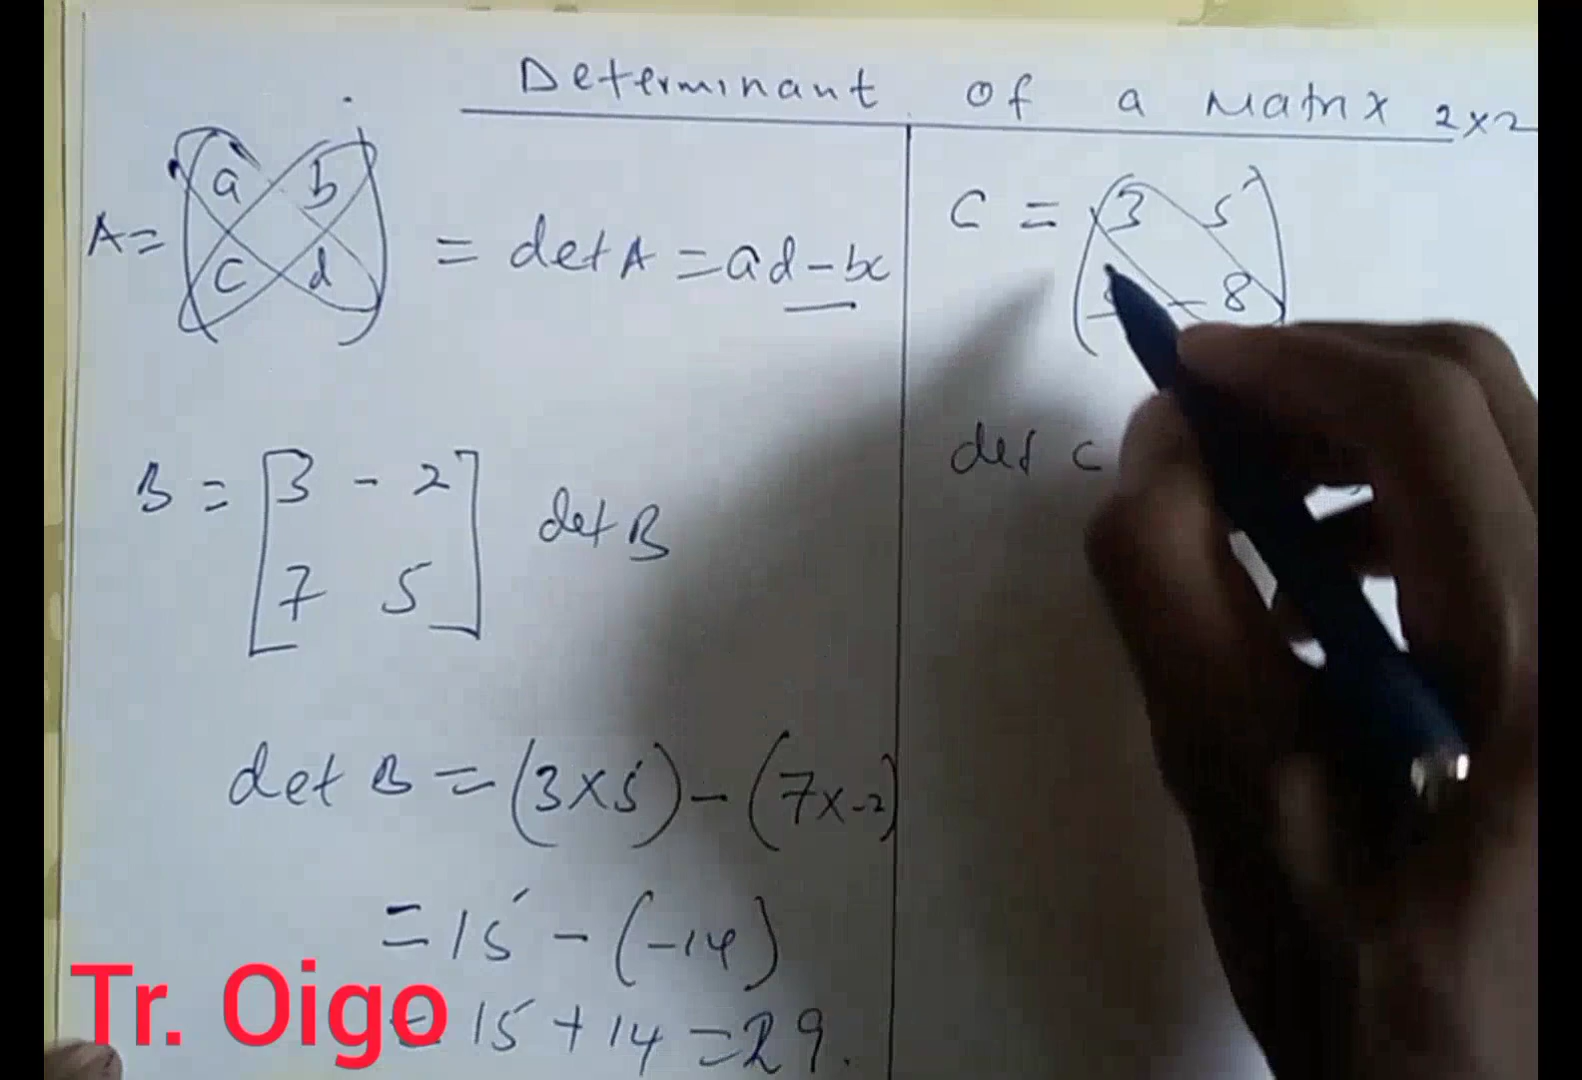 Determinant of a Matrix 2x2
A = (a b
c d) = det A = ad - bc
B = [3 -2
7 5] det B
det B = (3x5) - (7x-2)
= 15 - (-14)
= 15 + 14 = 29.
C = (3 5
- 8)
det C
Tr. Oigo